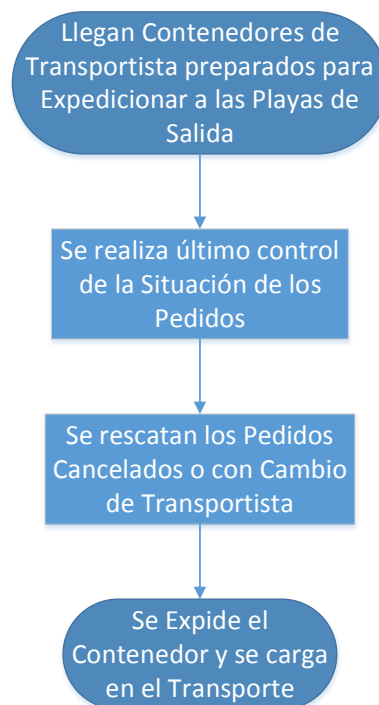 Llegan Contenedores de
Transportista preparados para
Expedicionar a las Playas de
Salida
Se realiza último control
de la Situación de los
Pedidos
Se rescatan los Pedidos
Cancelados o con Cambio
de Transportista
Se Expide el
Contenedor y se carga
en el Transporte